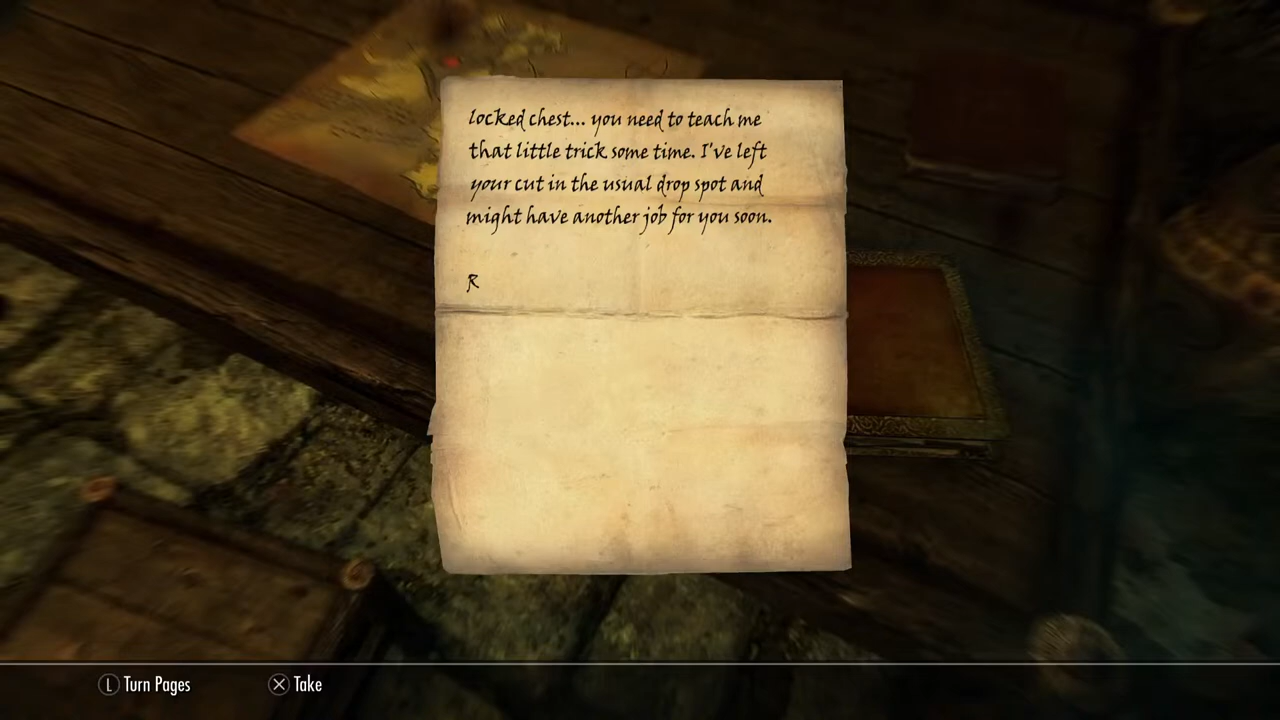 locked chest... you need to teach me
that little trick some time. I've left
your cut in the usual drop spot and
might have another job for you soon.
R
L Turn Pages
X Take